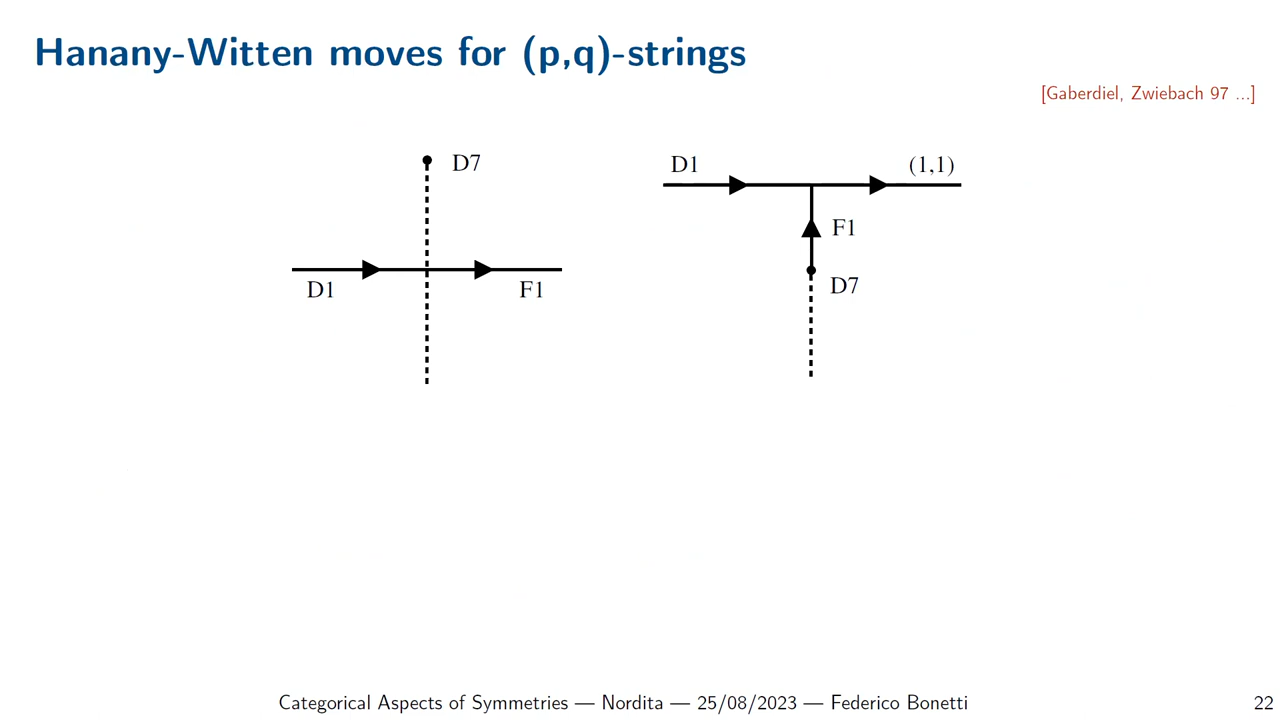 Hanany-Witten moves for (p,q)-strings
[Gaberdiel, Zwiebach 97 ...]
D7
D1
F1
D1
(1,1)
F1
D7
Categorical Aspects of Symmetries — Nordita — 25/08/2023 — Federico Bonetti
22